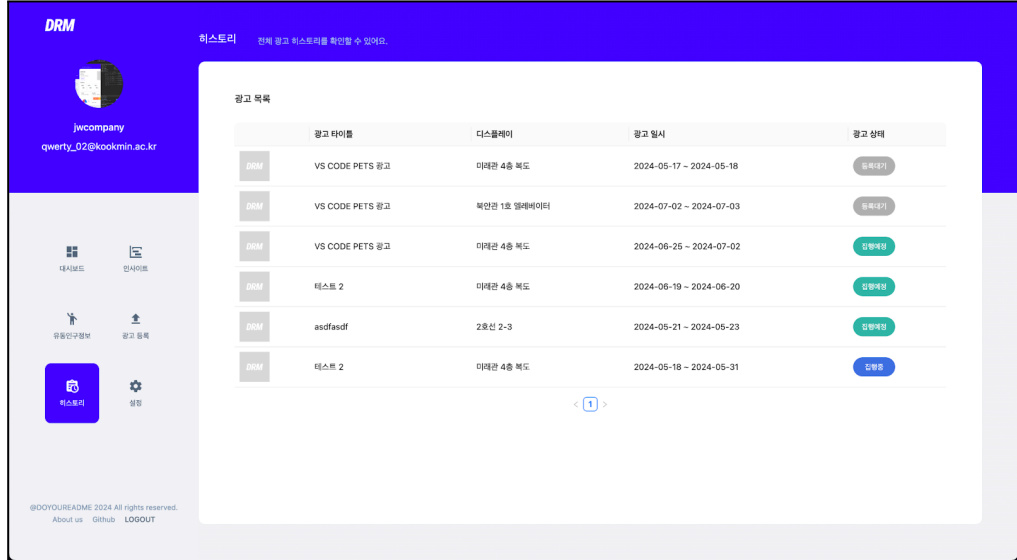 DRM
jwcompany
qwerty_02@kookmin.ac.kr
대시보드 인사이트
유동인구정보 광고 등록
히스토리 설정
@DOYOUREADME 2024 All rights reserved.
About us Github LOGOUT
히스토리 전체 광고 히스토리를 확인할 수 있어요.
광고 목록
광고 타이틀 디스플레이 광고 일시 광고 상태
DRM VS CODE PETS 광고 미래관 4층 복도 2024-05-17 ~ 2024-05-18 등록대기
DRM VS CODE PETS 광고 북악관 1호 엘레베이터 2024-07-02 ~ 2024-07-03 등록대기
DRM VS CODE PETS 광고 미래관 4층 복도 2024-06-25 ~ 2024-07-02 집행예정
DRM 테스트 2 미래관 4층 복도 2024-06-19 ~ 2024-06-20 집행예정
DRM asdfasdf 2호선 2-3 2024-05-21 ~ 2024-05-23 집행예정
DRM 테스트 2 미래관 4층 복도 2024-05-18 ~ 2024-05-31 집행중
< 1 >